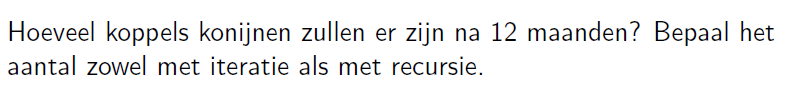 Hoeveel koppels konijnen zullen er zijn na 12 maanden? Bepaal het
aantal zowel met iteratie als met recursie.